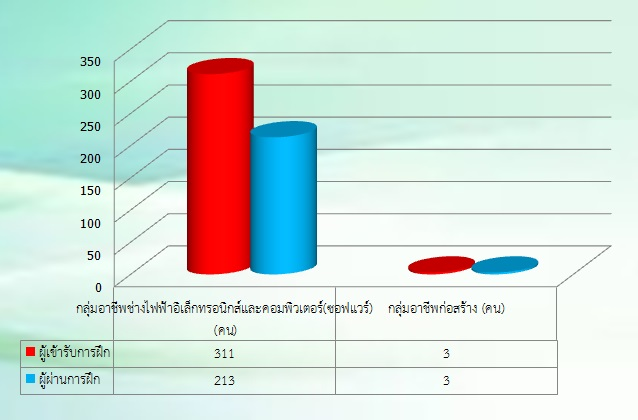 350
300
250
200
150
100
50
0
กลุ่มอาชีพช่างไฟฟ้าอิเล็กทรอนิกส์และคอมพิวเตอร์(ซอฟแวร์) กลุ่มอาชีพก่อสร้าง (คน)
(คน)
ผู้เข้ารับการฝึก 311 3
ผู้ผ่านการฝึก 213 3